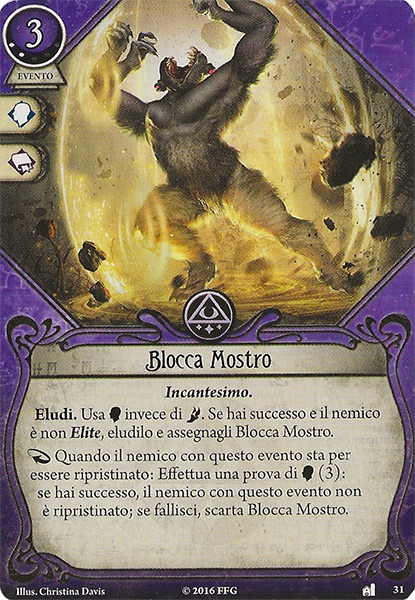 3
EVENTO
Blocca Mostro
Incantesimo.
Eludi. Usa invece di . Se hai successo e il nemico
è non Elite, eludilo e assegnagli Blocca Mostro.
Quando il nemico con questo evento sta per
essere ripristinato: Effettua una prova di (3):
se hai successo, il nemico con questo evento non
è ripristinato; se fallisci, scarta Blocca Mostro.
Illus. Christina Davis © 2016 FFG 31